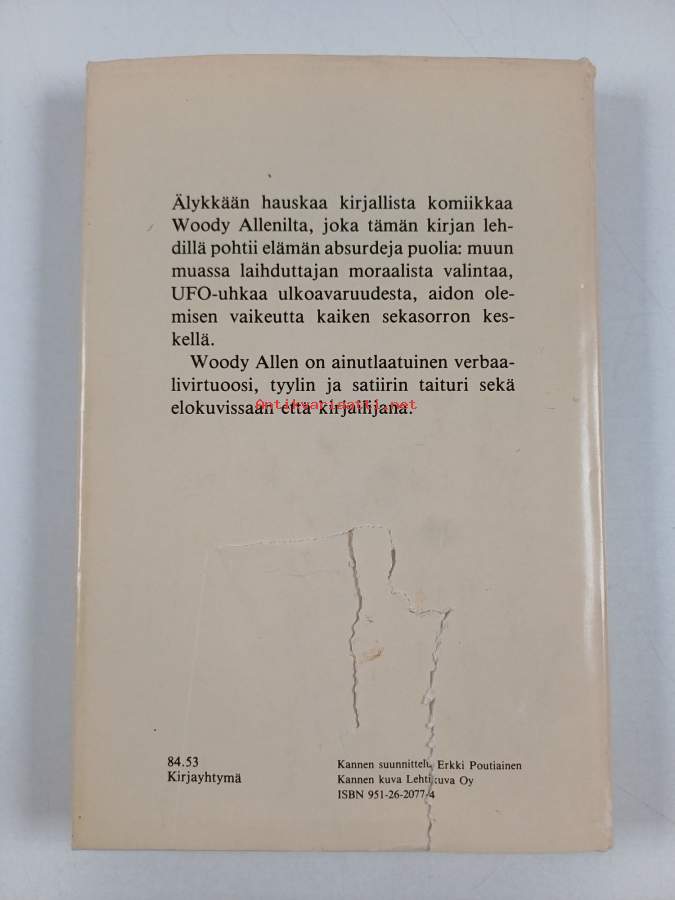 Älykkään hauskaa kirjallista komiikkaa
Woody Allenilta, joka tämän kirjan leh-
dillä pohtii elämän absurdeja puolia: muun
muassa laihduttajan moraalista valintaa,
UFO-uhkaa ulkoavaruudesta, aidon ole-
misen vaikeutta kaiken sekasorron kes-
kellä.
Woody Allen on ainutlaatuinen verbaa-
livirtuoosi, tyylin ja satiirin taituri sekä
elokuvissaan että kirjailijana.
Antikvariaatti.net
84.53
Kirjayhtymä
Kannen suunnittelu Erkki Poutiainen
Kannen kuva Lehtikuva Oy
ISBN 951-26-2077-4